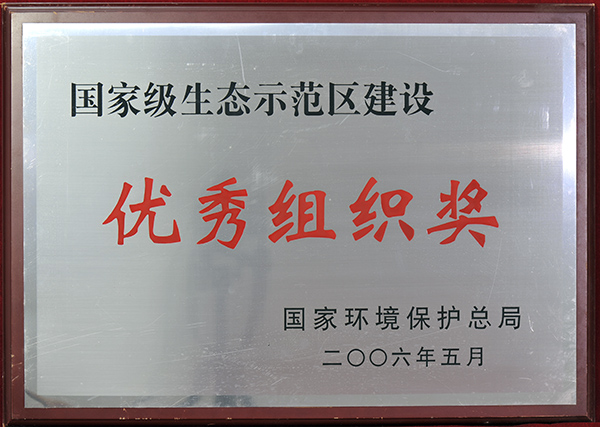 国家级生态示范区建设
优秀组织奖
国家环境保护总局
二〇〇六年五月